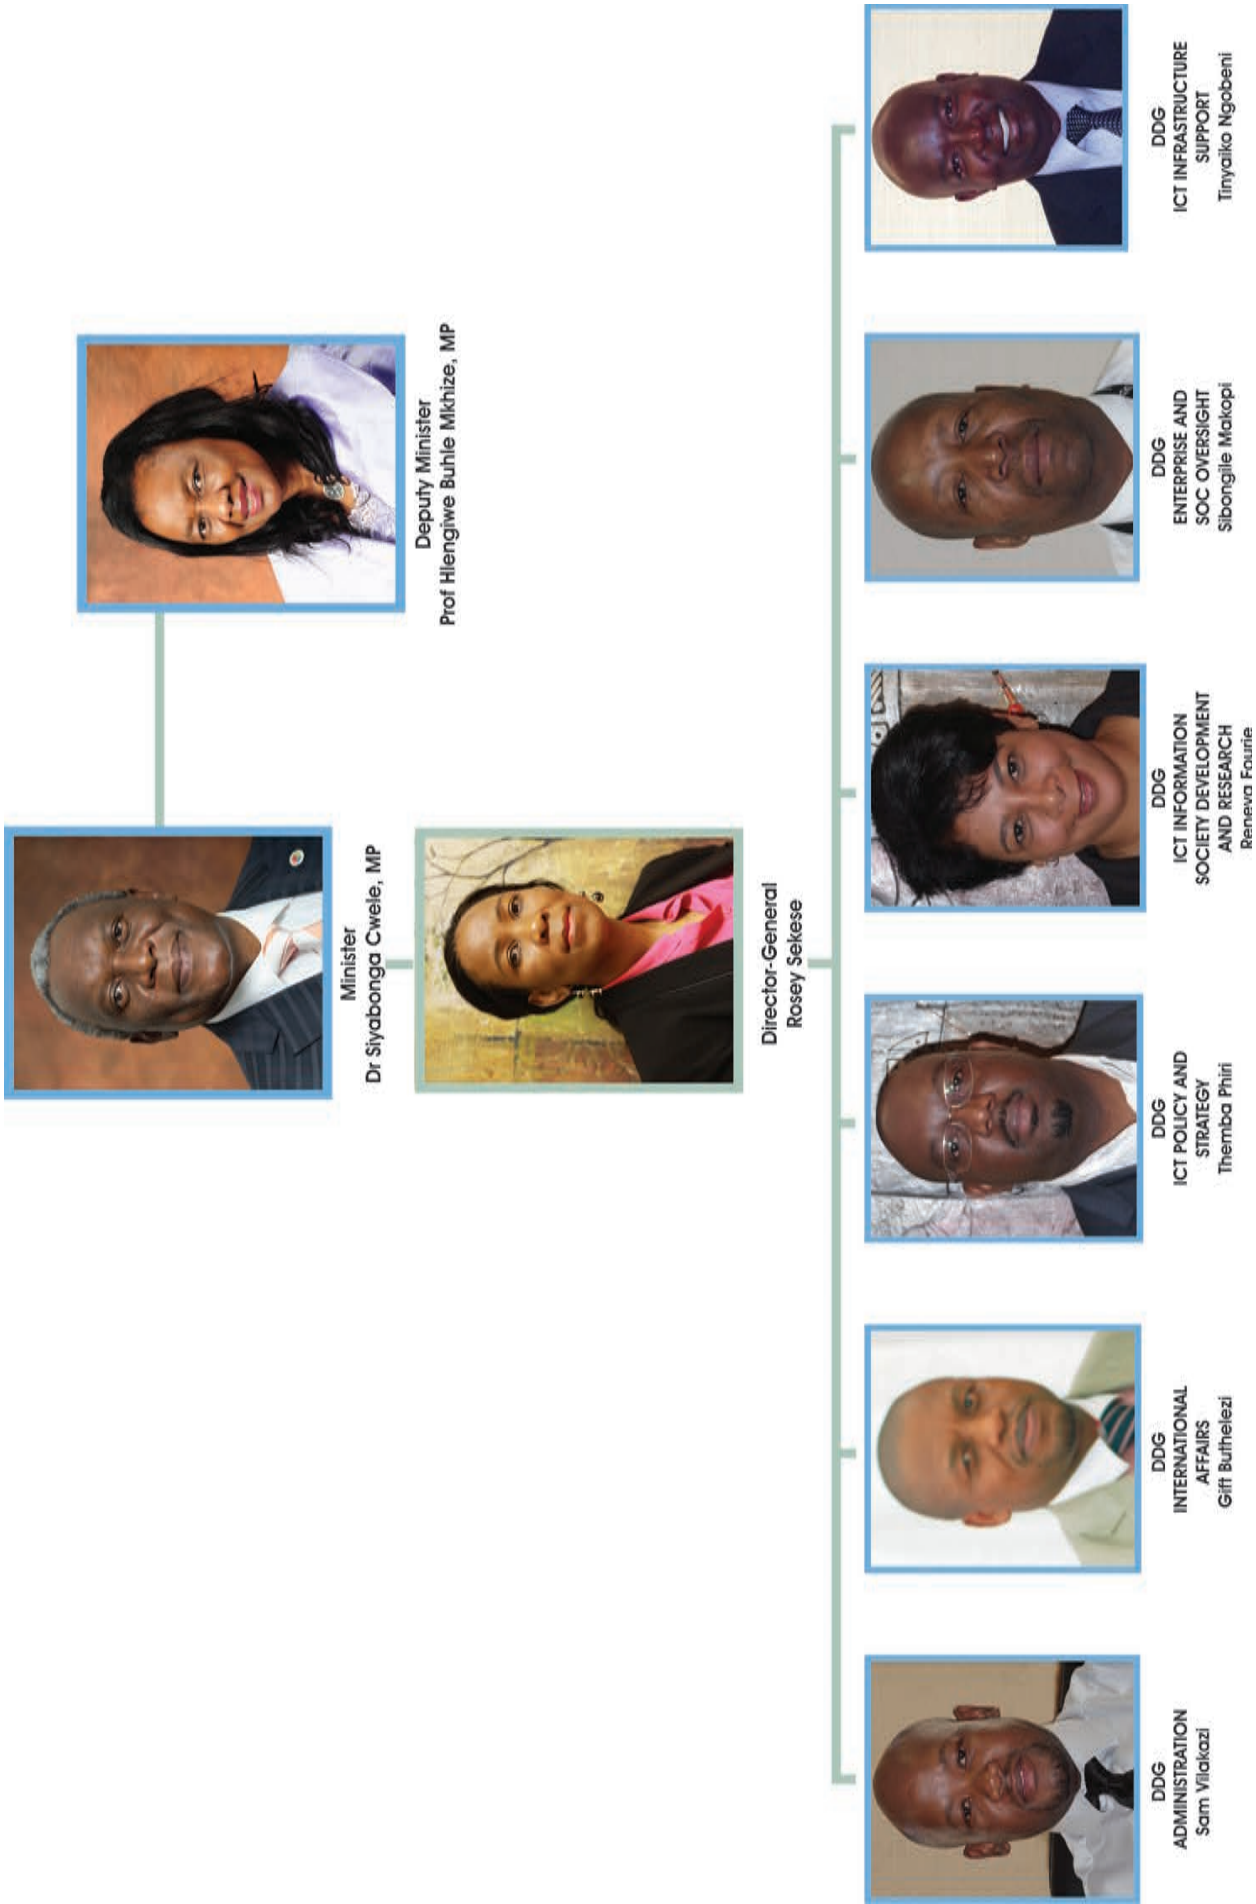 Minister
Dr Siyabonga Cwele, MP
Deputy Minister
Prof Hlengiwe Buhle Mkhize, MP
Director-General
Rosey Sekese
DDG
ADMINISTRATION
Sam Vilakazi
DDG
INTERNATIONAL
AFFAIRS
Gift Buthelezi
DDG
ICT POLICY AND
STRATEGY
Themba Phiri
DDG
ICT INFORMATION
SOCIETY DEVELOPMENT
AND RESEARCH
Reneva Fourie
DDG
ENTERPRISE AND
SOC OVERSIGHT
Sibongile Makopi
DDG
ICT INFRASTRUCTURE
SUPPORT
Tinyaiko Ngobeni